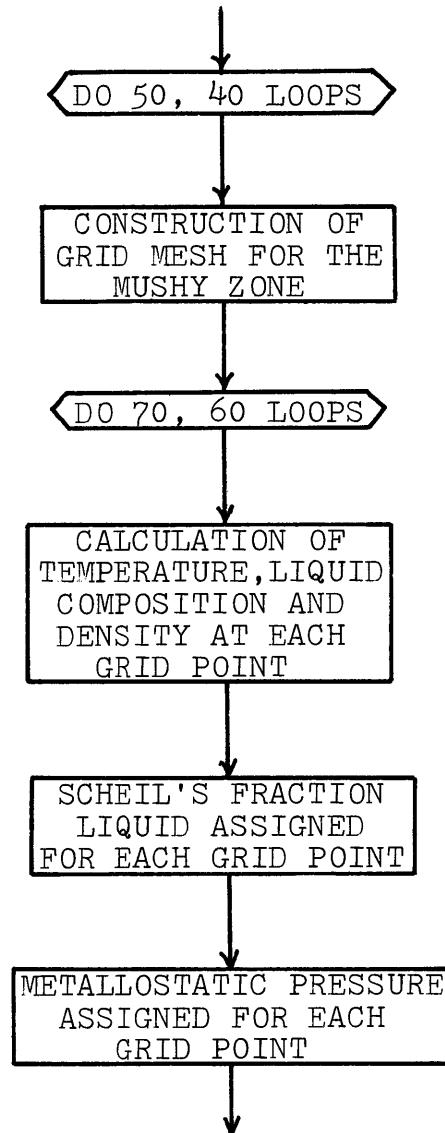 DO 50, 40 LOOPS
CONSTRUCTION OF
GRID MESH FOR THE
MUSHY ZONE
DO 70, 60 LOOPS
CALCULATION OF
TEMPERATURE,LIQUID
COMPOSITION AND
DENSITY AT EACH
GRID POINT
SCHEIL'S FRACTION
LIQUID ASSIGNED
FOR EACH GRID POINT
METALLOSTATIC PRESSURE
ASSIGNED FOR EACH
GRID POINT